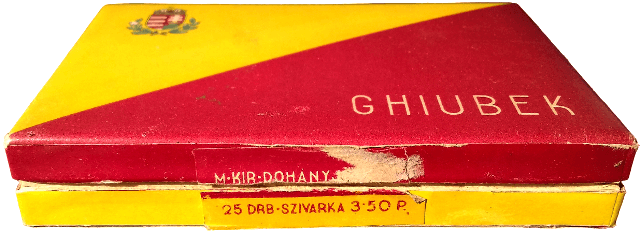 GHIUBEK
M·KIR·DOHÁNY
25 DRB·SZIVARKA 3·50 P.